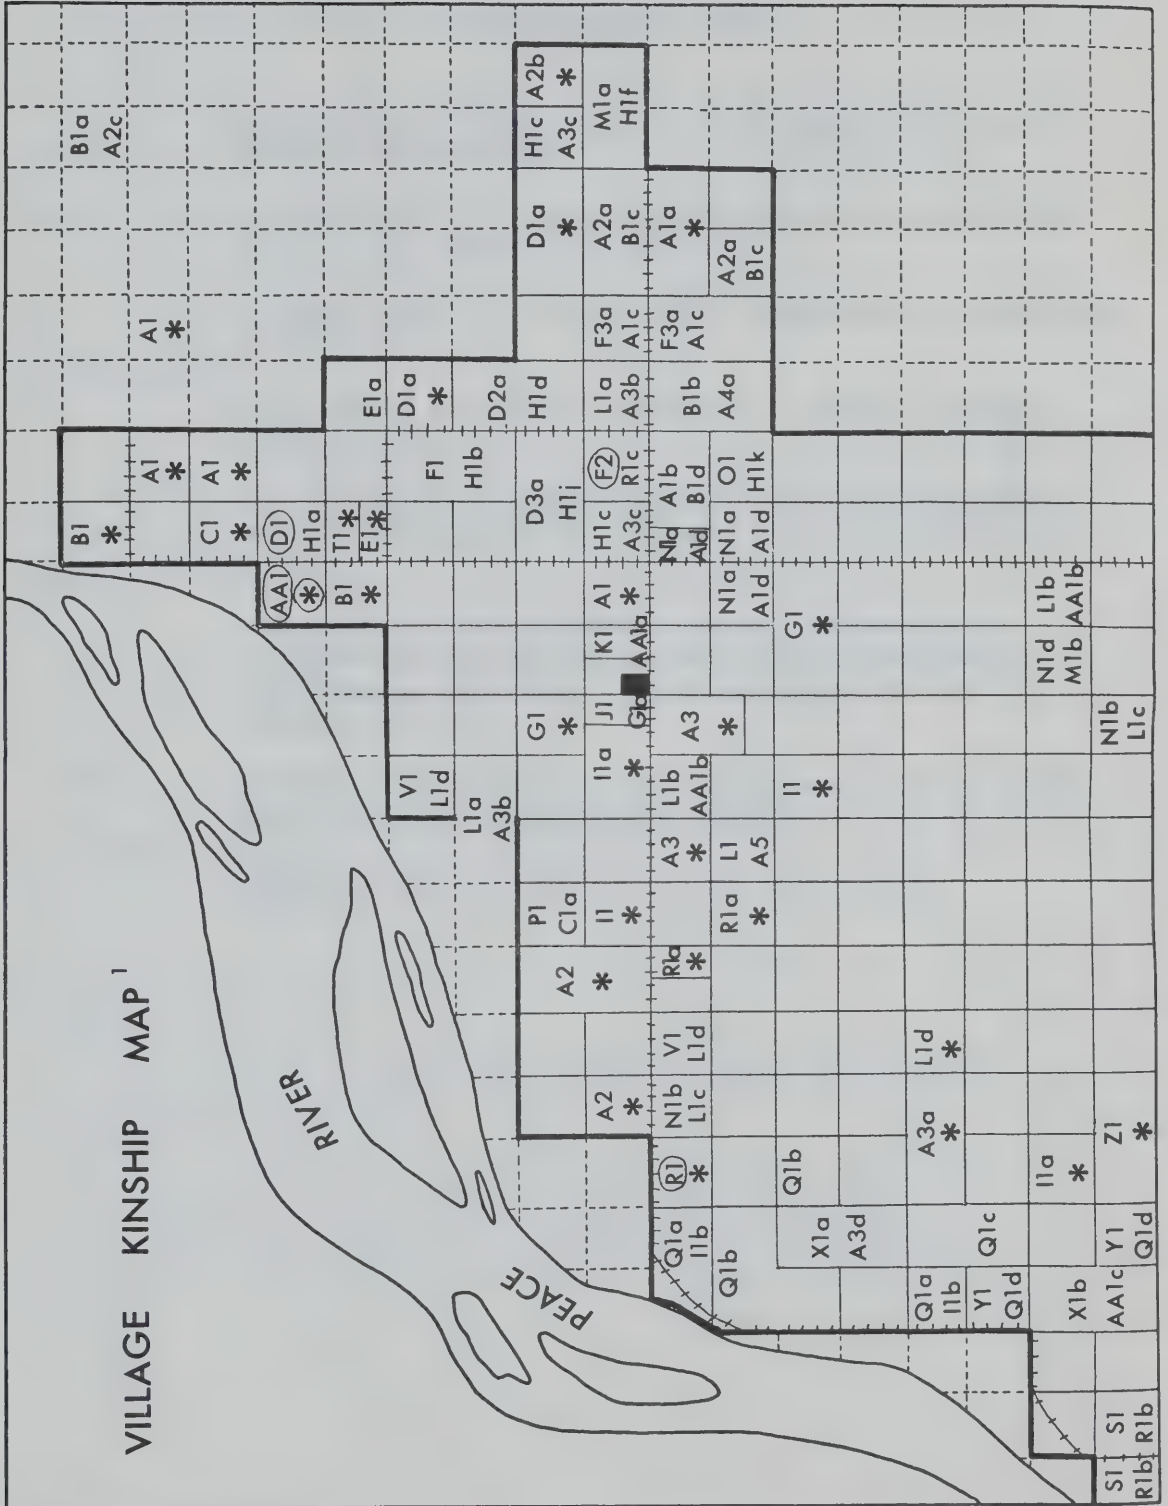 VILLAGE KINSHIP MAP 1
B1
*
B1a
A2c
A1
*
A1
*
C1
*
A1
*
AA1
*
D1
H1a
RIVER
B1
*
T1 *
E1 *
E1a
V1
L1d
F1
H1b
D1a
*
L1a
A3b
D2a
H1d
PEACE
A2
*
P1
C1a
G1
*
D3a
H1j
D1a
*
H1c
A3c
A2b
*
A2
*
I1
*
I1a
*
J1
G1a
K1
AA1a
A1
*
H1c
A3c
F2
R1c
L1a
A3b
F3a
A1c
A2a
B1c
M1a
H1f
Q1a
I1b
R1
*
N1b
L1c
V1
L1d
R1a
*
A3
*
L1b
AA1b
A3
*
N1a
A1d
A1b
B1d
B1b
A4a
F3a
A1c
A1a
*
Q1b
R1a
*
L1
A5
N1a
A1d
N1a
A1d
O1
H1k
A2a
B1c
X1a
A3d
Q1b
I1
*
G1
*
Q1a
I1b
A3a
*
L1d
*
Y1
Q1d
Q1c
X1b
AA1c
I1a
*
N1d
M1b
L1b
AA1b
S1
R1b
S1
R1b
Y1
Q1d
Z1
*
N1b
L1c